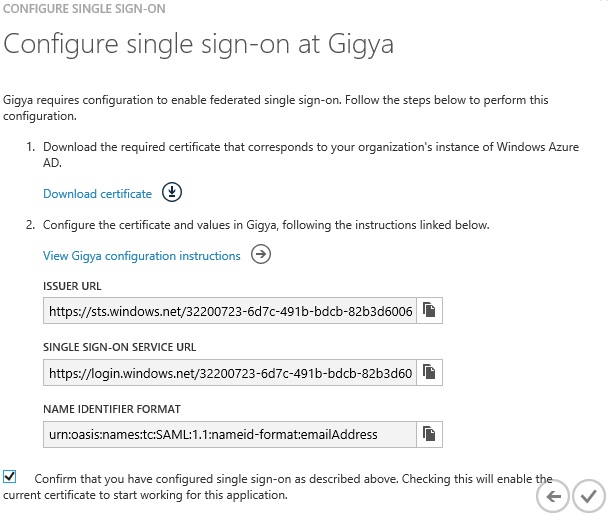 CONFIGURE SINGLE SIGN-ON
Configure single sign-on at Gigya
Gigya requires configuration to enable federated single sign-on. Follow the steps below to perform this
configuration.
1. Download the required certificate that corresponds to your organization's instance of Windows Azure
AD.
Download certificate
2. Configure the certificate and values in Gigya, following the instructions linked below.
View Gigya configuration instructions
ISSUER URL
https://sts.windows.net/32200723-6d7c-491b-bdcb-82b3d6006
SINGLE SIGN-ON SERVICE URL
https://login.windows.net/32200723-6d7c-491b-bdcb-82b3d60
NAME IDENTIFIER FORMAT
urn:oasis:names:tc:SAML:1.1:nameid-format:emailAddress
Confirm that you have configured single sign-on as described above. Checking this will enable the
current certificate to start working for this application.